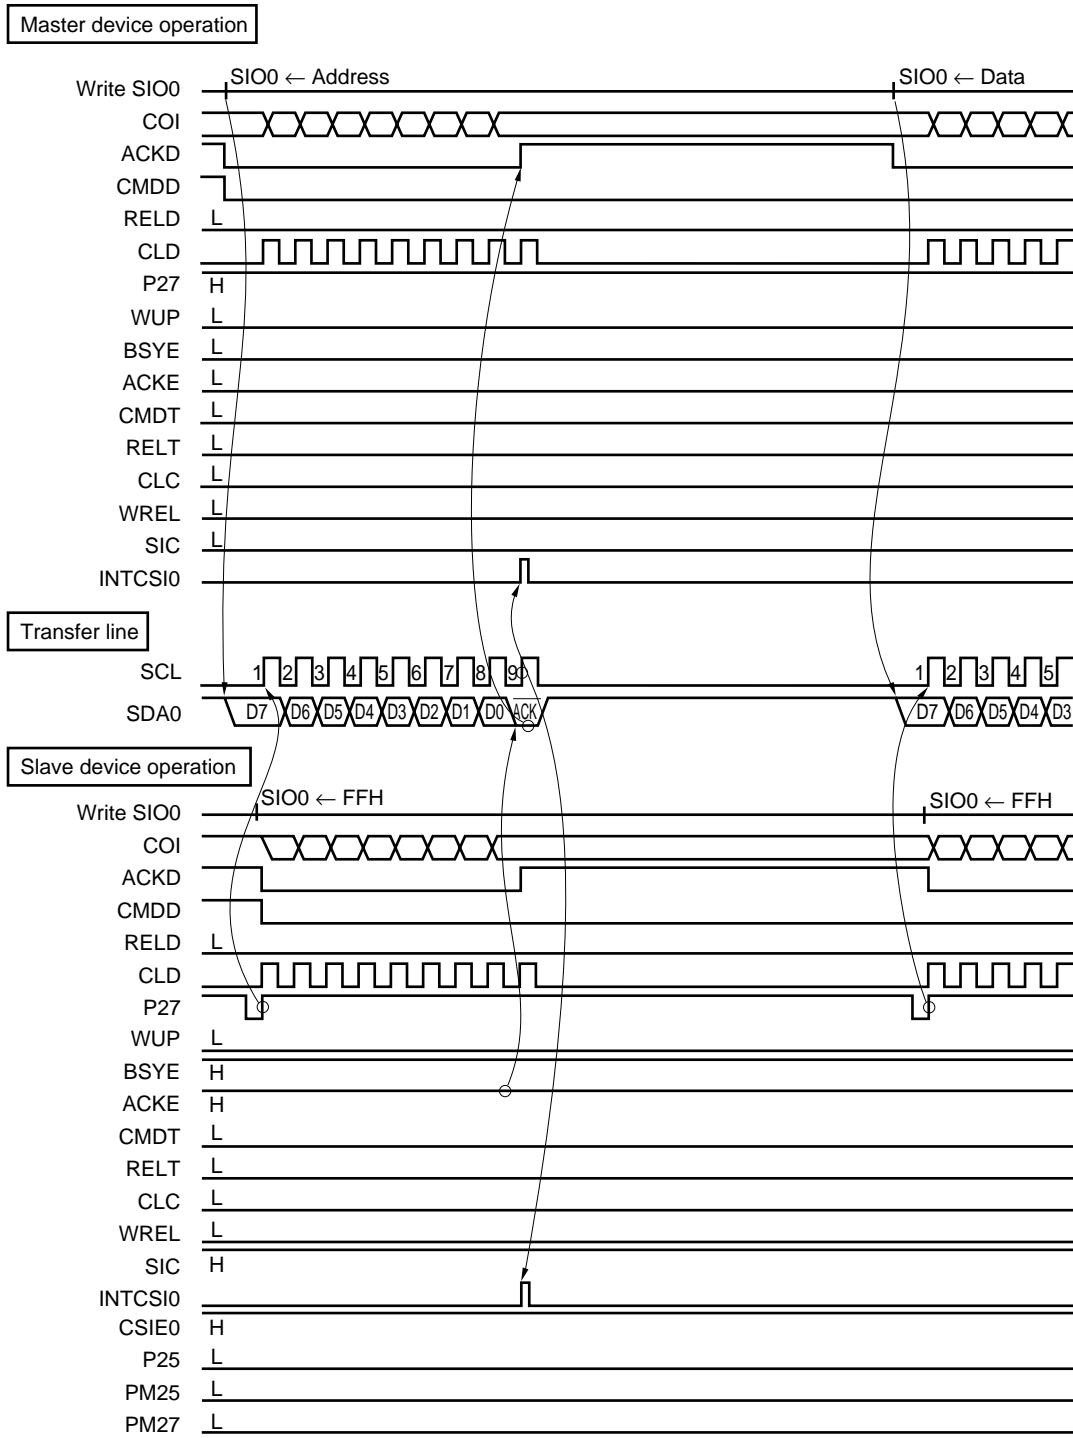 Master device operation
SIO0 ← Address SIO0 ← Data
Write SIO0
COI
ACKD
CMDD
RELD L
CLD
P27 H
WUP L
BSYE L
ACKE L
CMDT L
RELT L
CLC L
WREL L
SIC L
INTCSI0
Transfer line
SCL 1 2 3 4 5 6 7 8 9 1 2 3 4 5
SDA0 D7 D6 D5 D4 D3 D2 D1 D0 ACK D7 D6 D5 D4 D3
Slave device operation
SIO0 ← FFH SIO0 ← FFH
Write SIO0
COI
ACKD
CMDD
RELD L
CLD
P27
WUP L
BSYE H
ACKE H
CMDT L
RELT L
CLC L
WREL L
SIC H
INTCSI0
CSIE0 H
P25 L
PM25 L
PM27 L